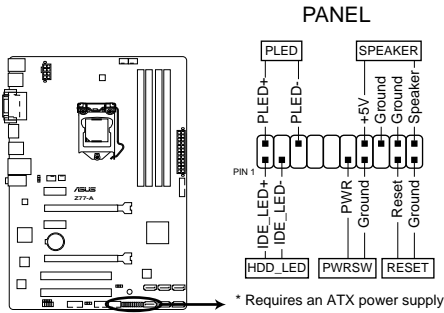 PANEL
PLED
SPEAKER
PLED+
PLED-
+5V
Ground
Ground
Speaker
PIN 1
IDE_LED+
IDE_LED-
PWR
Ground
Reset
Ground
HDD_LED
PWRSW
RESET
ASUS
Z77-A
* Requires an ATX power supply